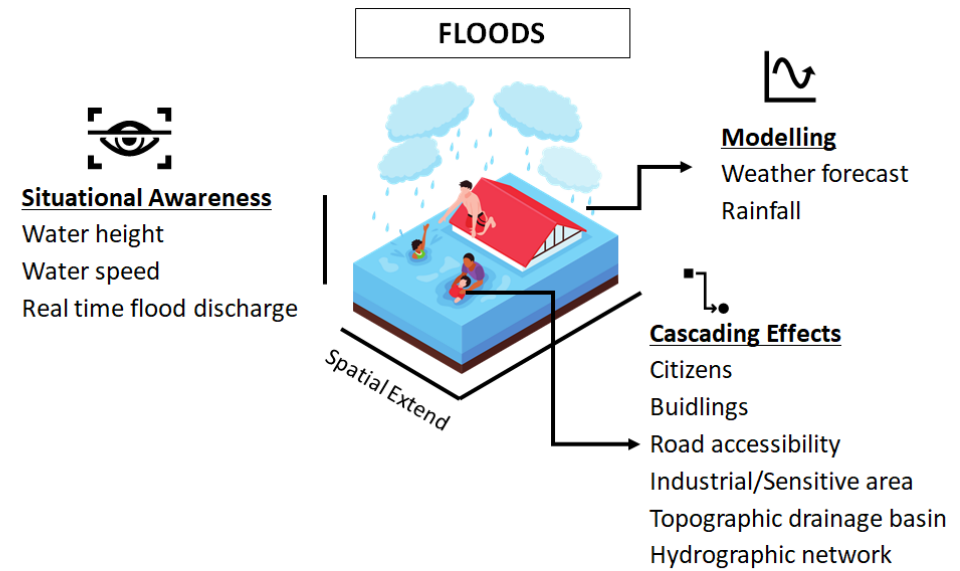 FLOODS
Situational Awareness
Water height
Water speed
Real time flood discharge
Spatial Extend
Modelling
Weather forecast
Rainfall
Cascading Effects
Citizens
Buidlings
Road accessibility
Industrial/Sensitive area
Topographic drainage basin
Hydrographic network